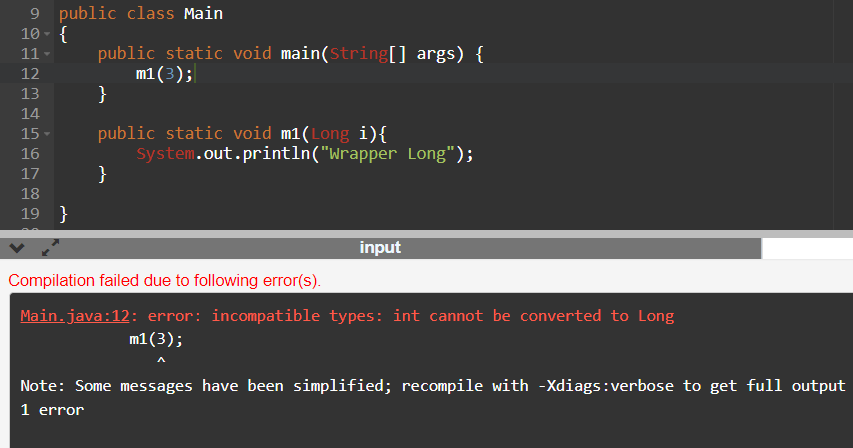 9 public class Main
10 {
11 public static void main(String[] args) {
12 m1(3);
13 }
14
15 public static void m1(Long i){
16 System.out.println("Wrapper Long");
17 }
18
19 }
input
Compilation failed due to following error(s).
Main.java:12: error: incompatible types: int cannot be converted to Long
m1(3);
^
Note: Some messages have been simplified; recompile with -Xdiags:verbose to get full output
1 error